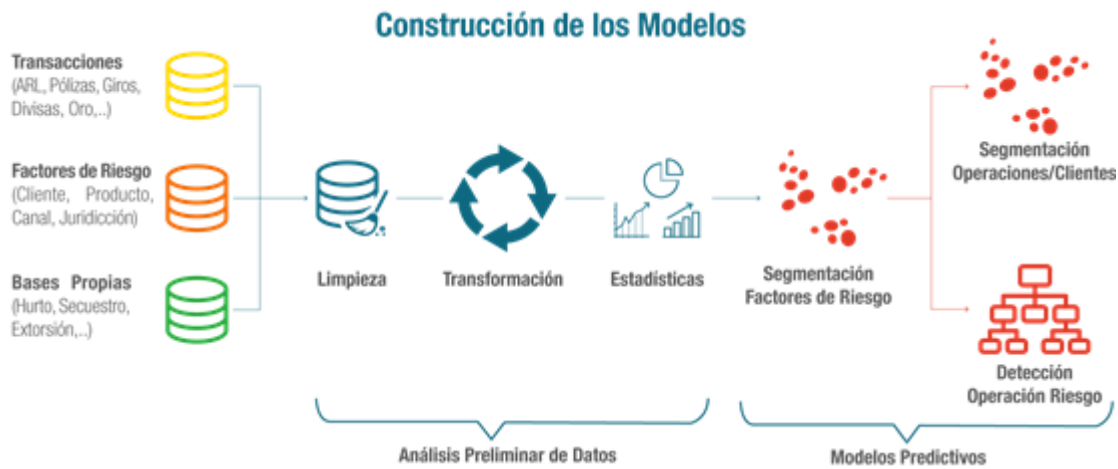 Construcción de los Modelos
Transacciones
(ARL, Pólizas, Giros,
Divisas, Oro,..)
Factores de Riesgo
(Cliente, Producto,
Canal, Juridicción)
Bases Propias
(Hurto, Secuestro,
Extorsión,..)
Limpieza
Transformación
Estadísticas
Segmentación
Factores de Riesgo
Segmentación
Operaciones/Clientes
Detección
Operación Riesgo
Análisis Preliminar de Datos
Modelos Predictivos